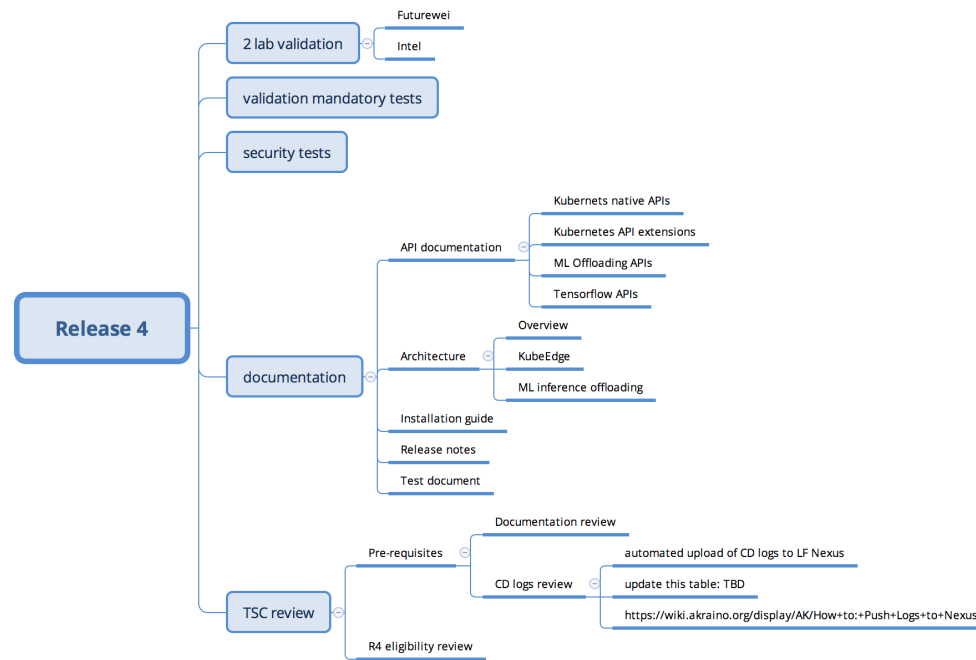 Release 4
2 lab validation
Futurewei
Intel
validation mandatory tests
security tests
documentation
API documentation
Kubernets native APIs
Kubernetes API extensions
ML Offloading APIs
Tensorflow APIs
Architecture
Overview
KubeEdge
ML inference offloading
Installation guide
Release notes
Test document
TSC review
Pre-requisites
Documentation review
CD logs review
automated upload of CD logs to LF Nexus
update this table: TBD
https://wiki.akraino.org/display/AK/How+to:+Push+Logs+to+Nexus
R4 eligibility review